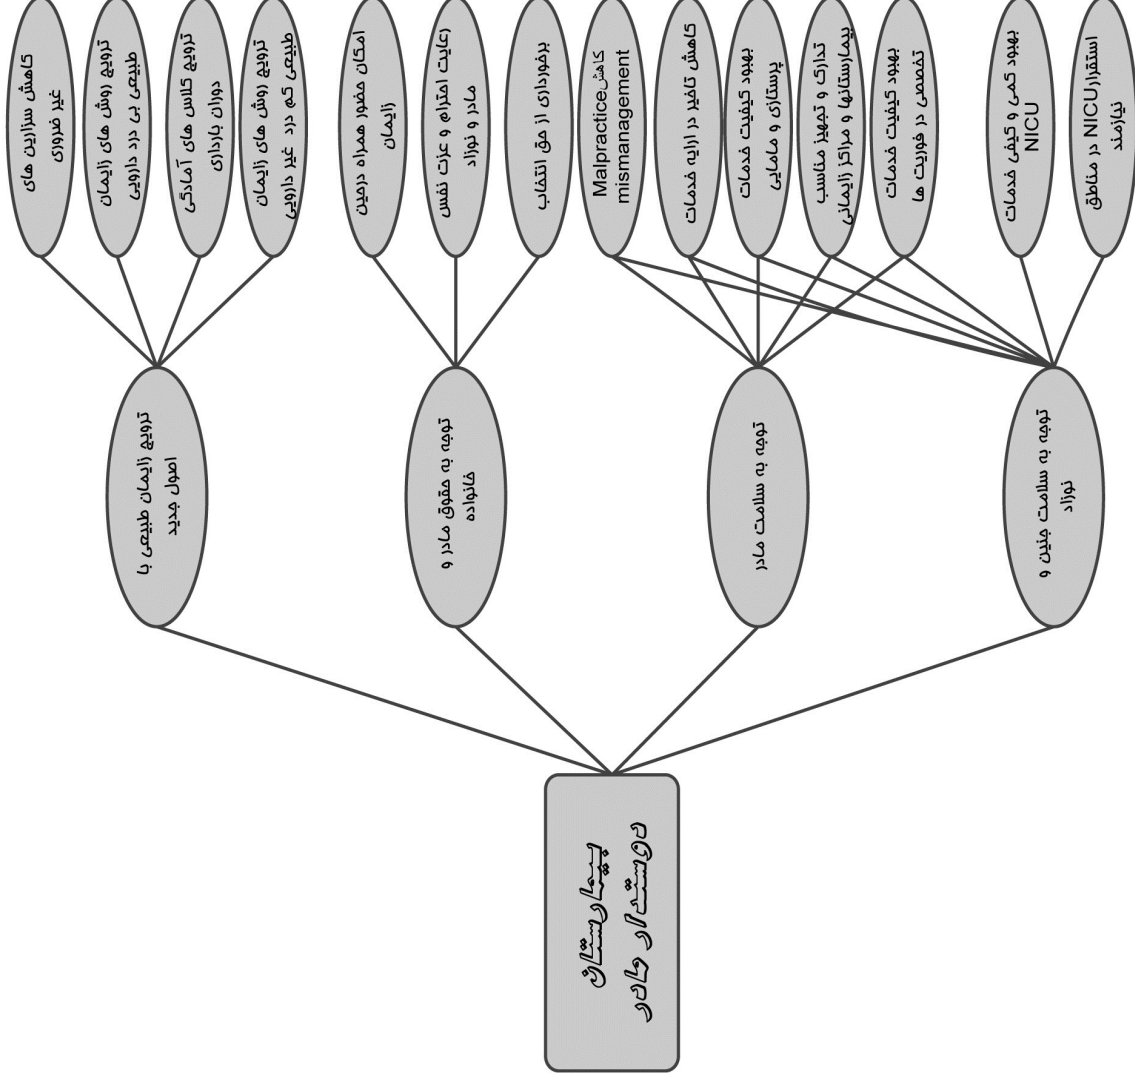 کاهش سزارین های
غیر ضروری
ترویج روش های زایمان
طبیعی بی درد دارویی
ترویج کلاس های آمادگی
دوران بارداری
ترویج روش های زایمان
طبیعی کم درد غیر دارویی
امکان حضور همراه درحین
زایمان
رعایت احترام و عزت نفس
مادر و نوزاد
برخورداری از حق انتخاب
کاهش Malpractice
mismanagement
کاهش تاخیر در ارایه خدمات
بهبود کیفیت خدمات
پرستاری و مامایی
تدارک و تجهیز مناسب
بیمارستانها و مراکز زایمانی
بهبود کیفیت خدمات
تخصصی در فوریت ها
بهبود کمی و کیفی خدمات
NICU
استقرار NICU در مناطق
نیازمند
ترویج زایمان طبیعی با
اصول جدید
توجه به حقوق مادر و
خانواده
توجه به سلامت مادر
توجه به سلامت جنین و
نوزاد
بیمارستان
دوستدار مادر